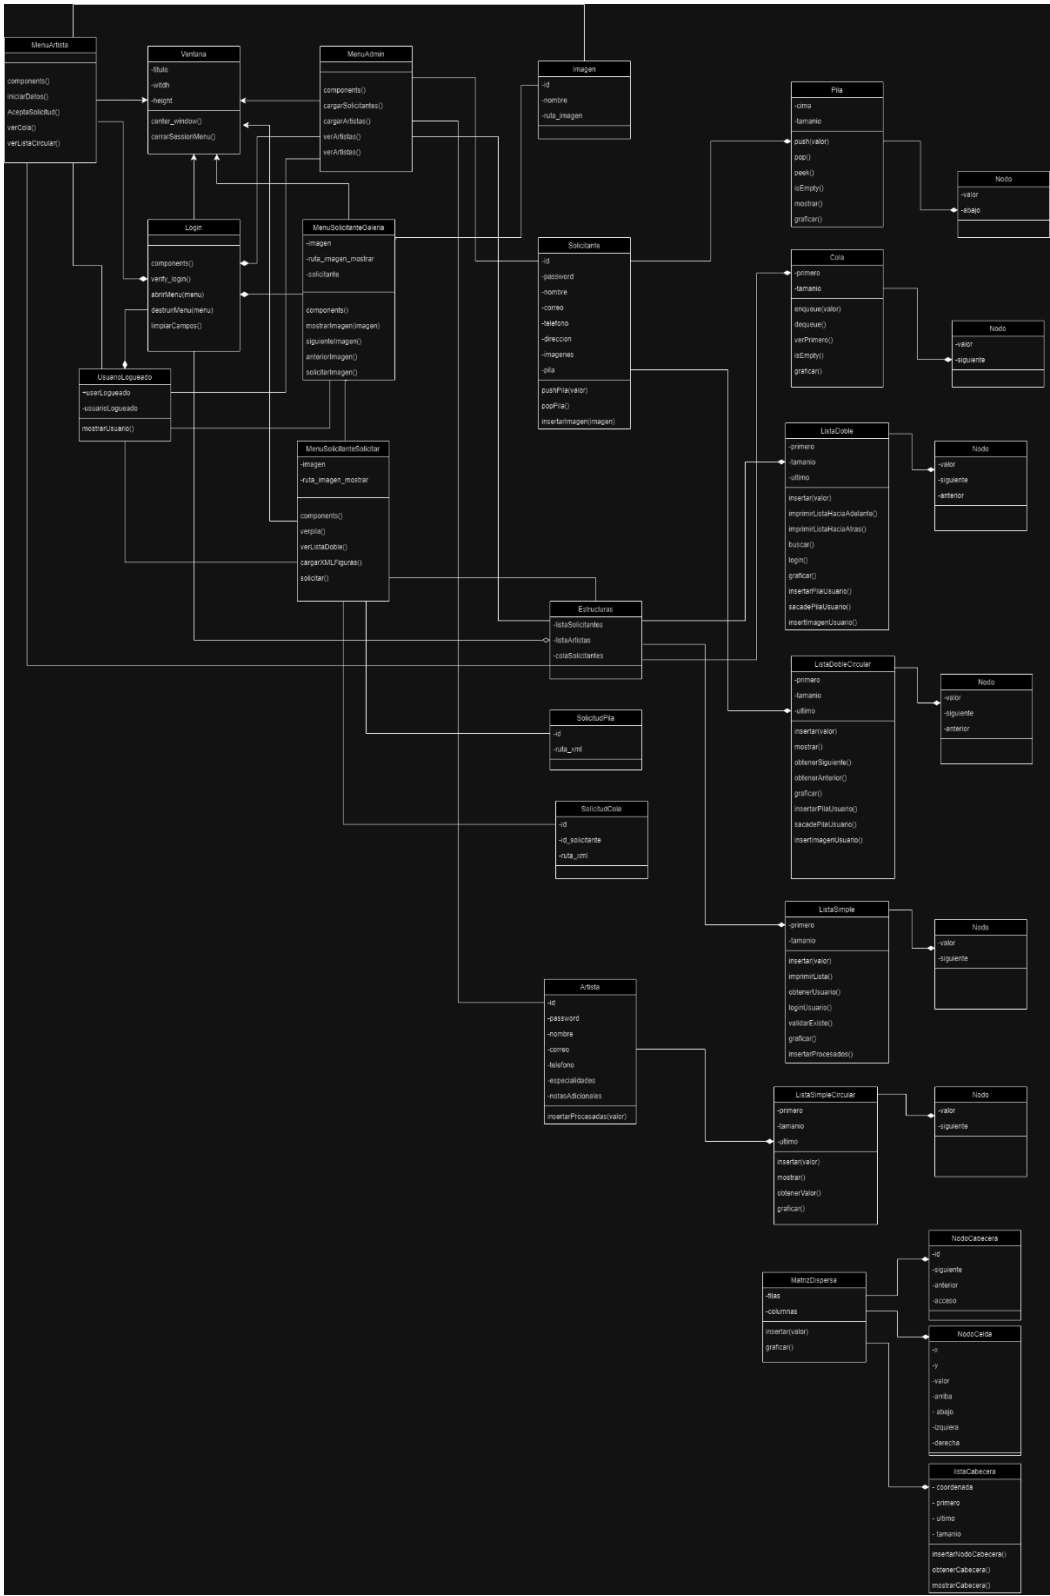 MenuArtista
components()
iniciarDatos()
AceptaSolicitud()
verCola()
verListaCircular()
Ventana
-titulo
-witdh
-height
center_window()
cerrarSessionMenu()
MenuAdmin
components()
cargarSolicitantes()
cargarArtistas()
verArtistas()
verArtistas()
Imagen
-id
-nombre
-ruta_imagen
Pila
-cima
-tamanio
push(valor)
pop()
peek()
isEmpty()
mostrar()
graficar()
Nodo
-valor
-abajo
Login
components()
verify_login()
abrirMenu(menu)
destruirMenu(menu)
limpiarCampos()
MenuSolicitanteGaleria
-imagen
-ruta_imagen_mostrar
-solicitante
components()
mostrarImagen(imagen)
siguienteImagen()
anteriorImagen()
solicitarImagen()
Solicitante
-id
-password
-nombre
-correo
-telefono
-direccion
-imagenes
-pila
pushPila(valor)
popPila()
insertarImagen(imagen)
Cola
-primero
-tamanio
enqueue(valor)
dequeue()
verPrimero()
isEmpty()
graficar()
Nodo
-valor
-siguiente
UsuarioLogueado
+userLogueado
-usuarioLogueado
mostrarUsuario()
MenuSolicitanteSolicitar
-imagen
-ruta_imagen_mostrar
components()
verpila()
verListaDoble()
cargarXMLFiguras()
solicitar()
ListaDoble
-primero
-tamanio
-ultimo
insertar(valor)
imprimirListaHaciaAdelante()
imprimirListaHaciaAtras()
buscar()
login()
graficar()
insertarPilaUsuario()
sacadePilaUsuario()
insertImagenUsuario()
Nodo
-valor
-siguiente
-anterior
Estructuras
-listaSolicitantes
-listaArtistas
-colaSolicitantes
ListaDobleCircular
-primero
-tamanio
-ultimo
insertar(valor)
mostrar()
obtenerSiguiente()
obtenerAnterior()
graficar()
insertarPilaUsuario()
sacadePilaUsuario()
insertImagenUsuario()
Nodo
-valor
-siguiente
-anterior
SolicitudPila
-id
-ruta_xml
SolicitudCola
-id
-id_solicitante
-ruta_xml
ListaSimple
-primero
-tamanio
insertar(valor)
imprimirLista()
obtenerUsuario()
loginUsuario()
validarExiste()
graficar()
insertarProcesados()
Nodo
-valor
-siguiente
Artista
-id
-password
-nombre
-correo
-telefono
-especialidades
-notasAdicionales
insertarProcesadas(valor)
ListaSimpleCircular
-primero
-tamanio
-ultimo
insertar(valor)
mostrar()
obtenerValor()
graficar()
Nodo
-valor
-siguiente
MatrizDispersa
-filas
-columnas
insertar(valor)
graficar()
NodoCabecera
-id
-siguiente
-anterior
-acceso
NodoCelda
-x
-y
-valor
-arriba
- abajo
-izquiera
-derecha
listaCabecera
- coordenada
- primero
- ultimo
- tamanio
insertarNodoCabecera()
obtenerCabecera()
mostrarCabecera()